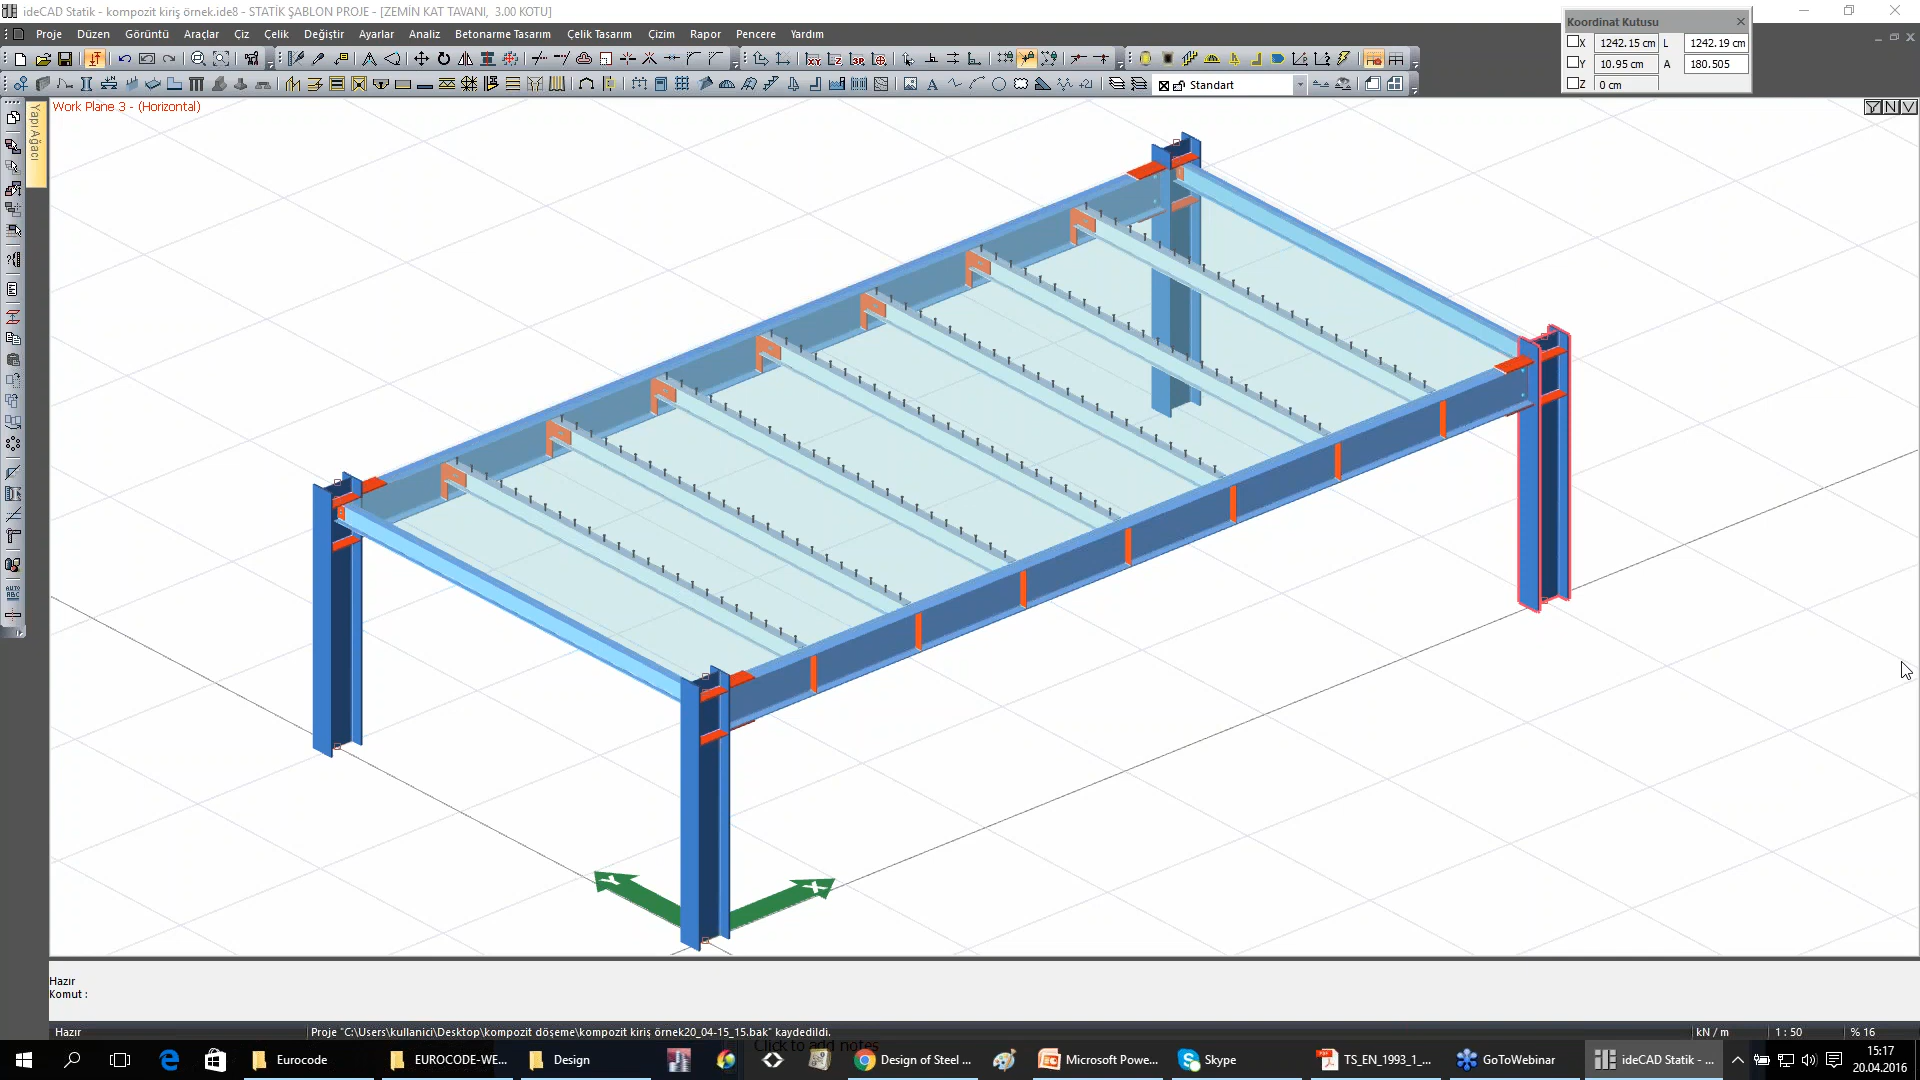 ideCAD Statik - kompozit kiriş örnek.ide8 - STATİK ŞABLON PROJE - [ZEMİN KAT TAVANI,  3.00 KOTU]
Proje Düzen Görüntü Araçlar Çiz Çelik Değiştir Ayarlar Analiz Betonarme Tasarım Çelik Tasarım Çizim Rapor Pencere Yardım
Koordinat Kutusu
X 1242.15 cm L 1242.19 cm
Y 10.95 cm A 180.505
Z 0 cm
Standart
Work Plane 3 - (Horizontal)
Yapı Ağacı
Hazır
Komut :
Hazır
Proje "C:\Users\kullanici\Desktop\kompozit döşeme\kompozit kiriş örnek20_04-15_15.bak" kaydedildi.
kN / m
1 : 50
% 16
Click to add notes
Eurocode
EUROCODE-WE...
Design
Design of Steel ...
Microsoft Powe...
Skype
TS_EN_1993_1_...
GoToWebinar
ideCAD Statik - ...
15:17
20.04.2016